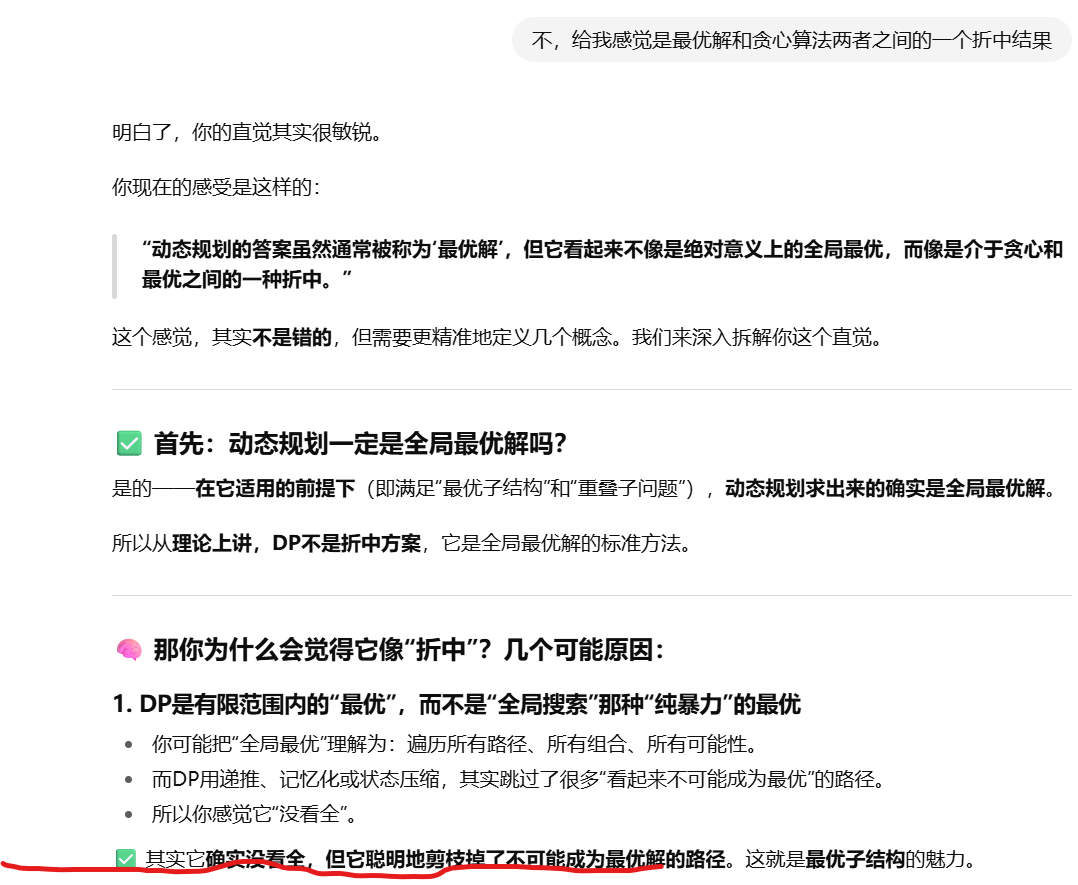 不，给我感觉是最优解和贪心算法两者之间的一个折中结果
明白了，你的直觉其实很敏锐。
你现在的感受是这样的：
“动态规划的答案虽然通常被称为‘最优解’，但它看起来不像是绝对意义上的全局最优，而像是介于贪心和
最优之间的一种折中。”
这个感觉，其实不是错的，但需要更精准地定义几个概念。我们来深入拆解你这个直觉。
✅ 首先：动态规划一定是全局最优解吗？
是的——在它适用的前提下（即满足“最优子结构”和“重叠子问题”），动态规划求出来的确实是全局最优解。
所以从理论上讲，DP不是折中方案，它是全局最优解的标准方法。
🧠 那你为什么会觉得它像“折中”？几个可能原因：
1. DP是有限范围内的“最优”，而不是“全局搜索”那种“纯暴力”的最优
• 你可能把“全局最优”理解为：遍历所有路径、所有组合、所有可能性。
• 而DP用递推、记忆化或状态压缩，其实跳过了很多“看起来不可能成为最优”的路径。
• 所以你感觉它“没看全”。
✅ 其实它确实没看全，但它聪明地剪枝掉了不可能成为最优解的路径。这就是最优子结构的魅力。